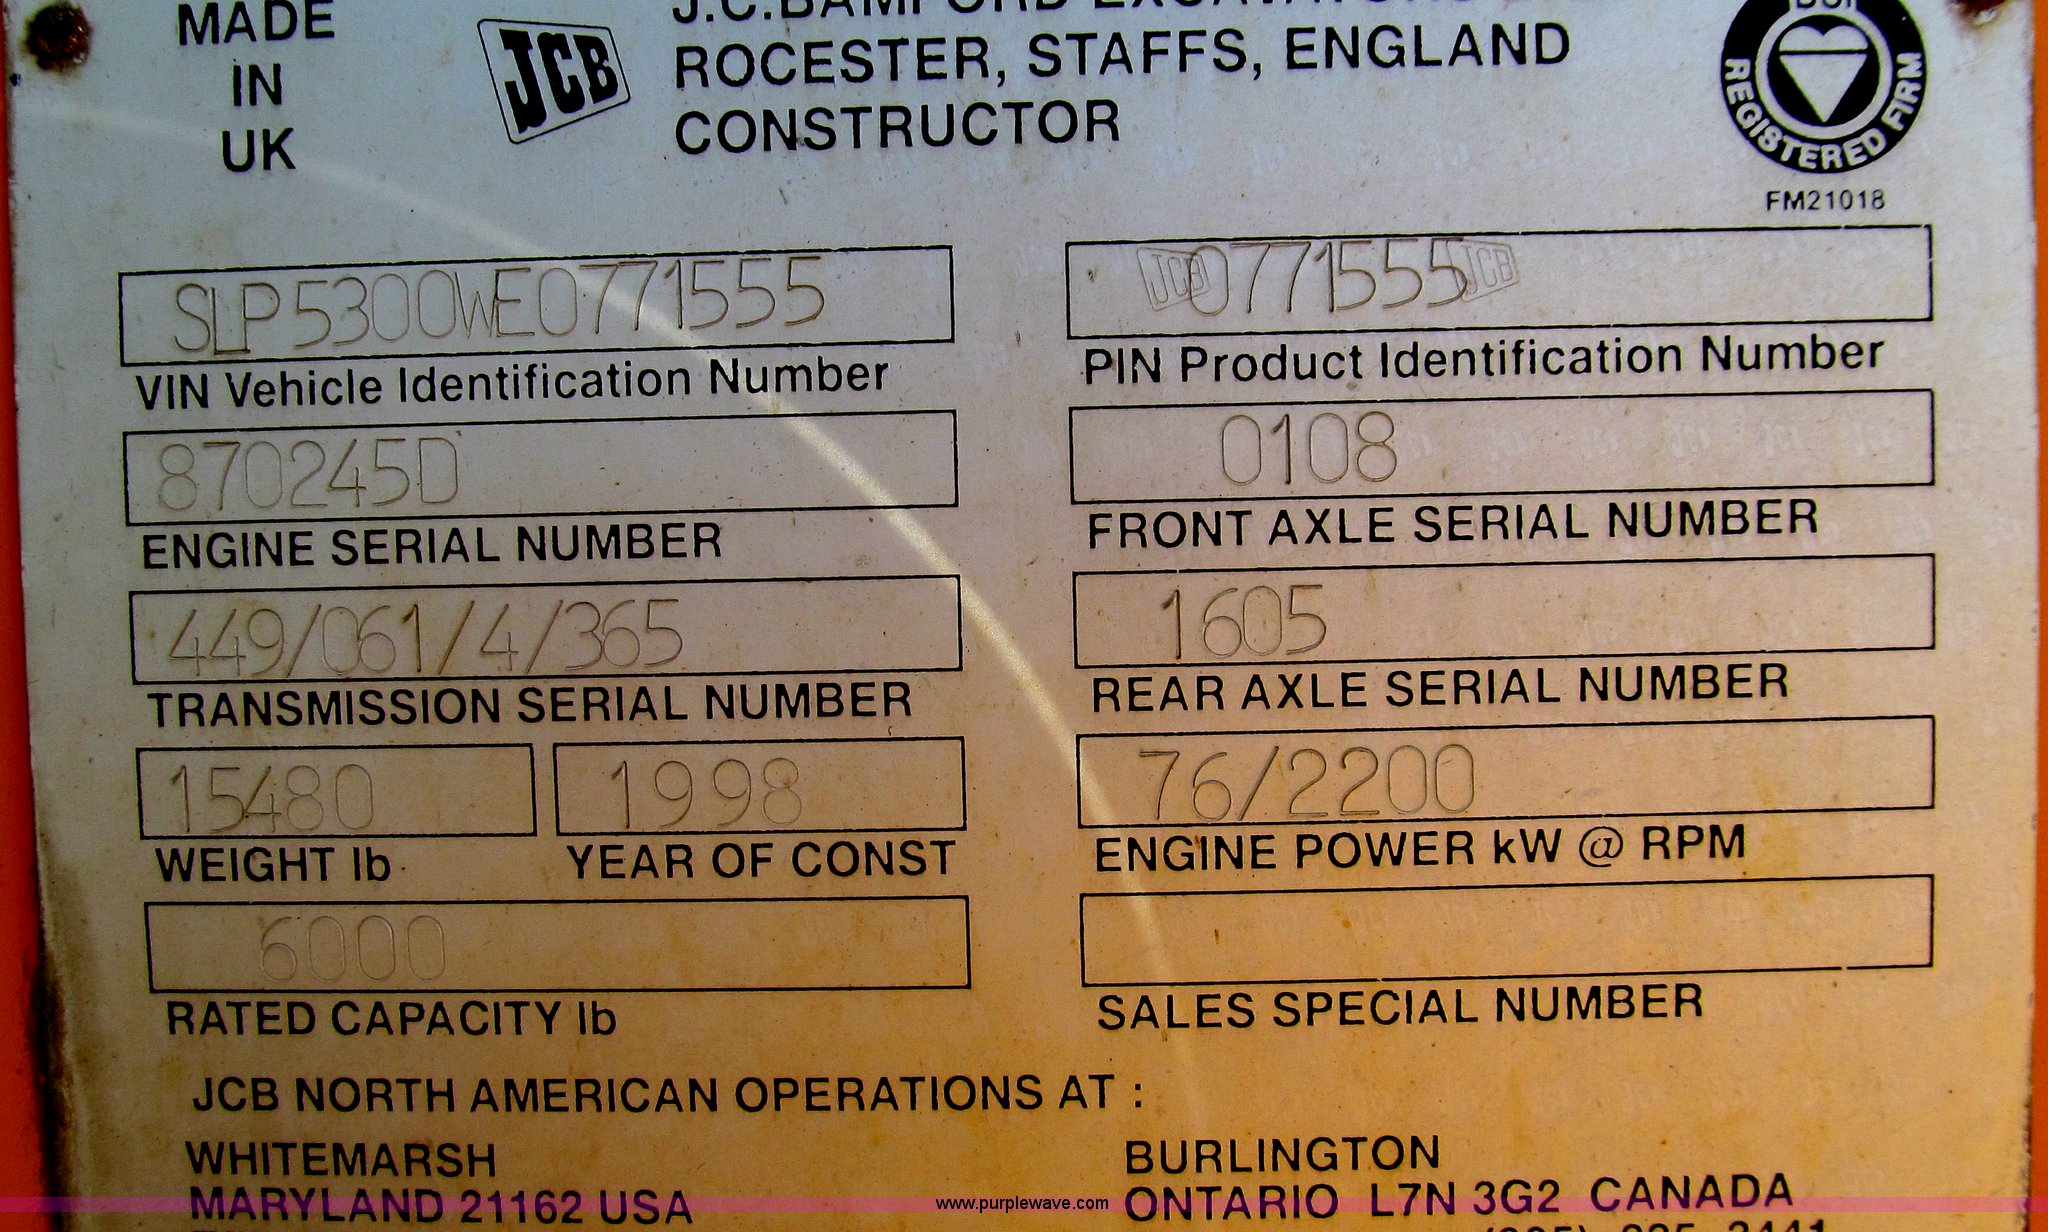 MADE
IN
UK
JCB
J.C.BAMFORD EXCAVATORS
ROCESTER, STAFFS, ENGLAND
CONSTRUCTOR
REGISTERED FIRM
FM21018
SLP5300WE0771555
VIN Vehicle Identification Number
JCB 0771555 JCB
PIN Product Identification Number
870245D
ENGINE SERIAL NUMBER
0108
FRONT AXLE SERIAL NUMBER
449/061/4/365
TRANSMISSION SERIAL NUMBER
1605
REAR AXLE SERIAL NUMBER
15480
WEIGHT lb
1998
YEAR OF CONST
76/2200
ENGINE POWER kW @ RPM
6000
RATED CAPACITY lb
SALES SPECIAL NUMBER
JCB NORTH AMERICAN OPERATIONS AT :
WHITEMARSH
MARYLAND 21162 USA
BURLINGTON
ONTARIO L7N 3G2 CANADA
www.purplewave.com